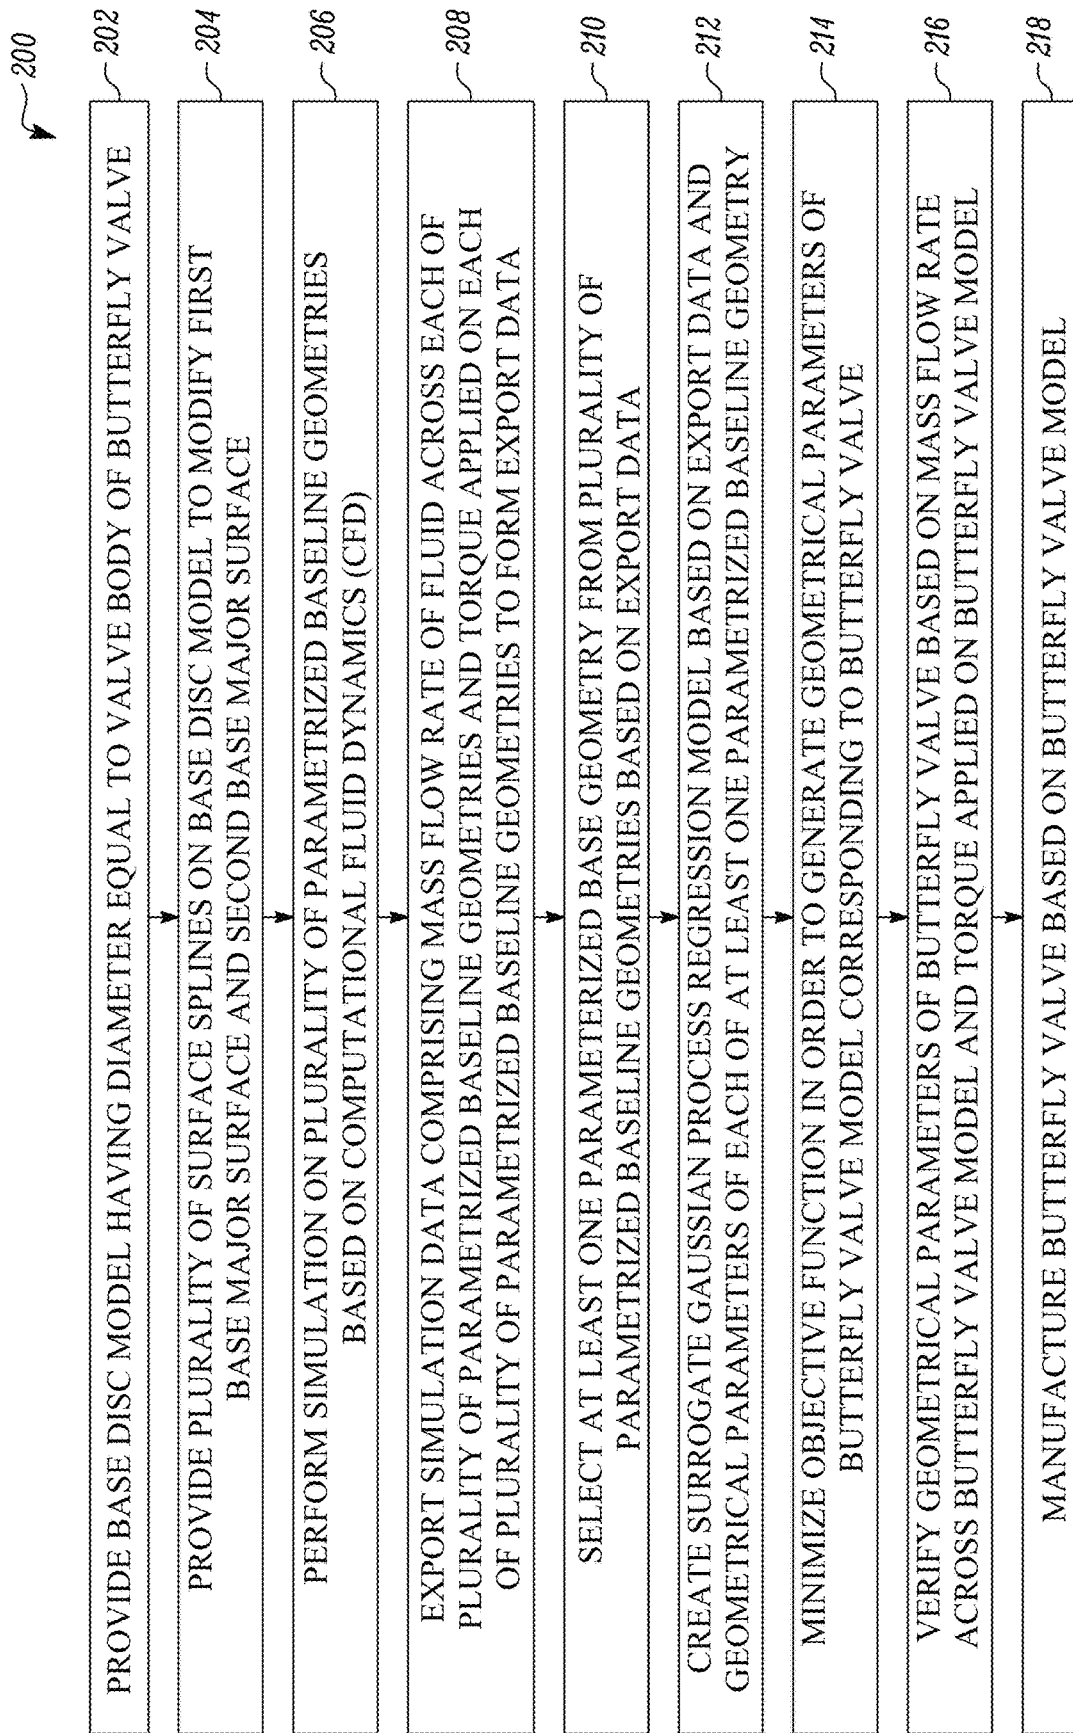 200
PROVIDE BASE DISC MODEL HAVING DIAMETER EQUAL TO VALVE BODY OF BUTTERFLY VALVE
202
PROVIDE PLURALITY OF SURFACE SPLINES ON BASE DISC MODEL TO MODIFY FIRST
BASE MAJOR SURFACE AND SECOND BASE MAJOR SURFACE
204
PERFORM SIMULATION ON PLURALITY OF PARAMETRIZED BASELINE GEOMETRIES
BASED ON COMPUTATIONAL FLUID DYNAMICS (CFD)
206
EXPORT SIMULATION DATA COMPRISING MASS FLOW RATE OF FLUID ACROSS EACH OF
PLURALITY OF PARAMETRIZED BASELINE GEOMETRIES AND TORQUE APPLIED ON EACH
OF PLURALITY OF PARAMETRIZED BASELINE GEOMETRIES TO FORM EXPORT DATA
208
SELECT AT LEAST ONE PARAMETERIZED BASE GEOMETRY FROM PLURALITY OF
PARAMETRIZED BASELINE GEOMETRIES BASED ON EXPORT DATA
210
CREATE SURROGATE GAUSSIAN PROCESS REGRESSION MODEL BASED ON EXPORT DATA AND
GEOMETRICAL PARAMETERS OF EACH OF AT LEAST ONE PARAMETRIZED BASELINE GEOMETRY
212
MINIMIZE OBJECTIVE FUNCTION IN ORDER TO GENERATE GEOMETRICAL PARAMETERS OF
BUTTERFLY VALVE MODEL CORRESPONDING TO BUTTERFLY VALVE
214
VERIFY GEOMETRICAL PARAMETERS OF BUTTERFLY VALVE BASED ON MASS FLOW RATE
ACROSS BUTTERFLY VALVE MODEL AND TORQUE APPLIED ON BUTTERFLY VALVE MODEL
216
MANUFACTURE BUTTERFLY VALVE BASED ON BUTTERFLY VALVE MODEL
218